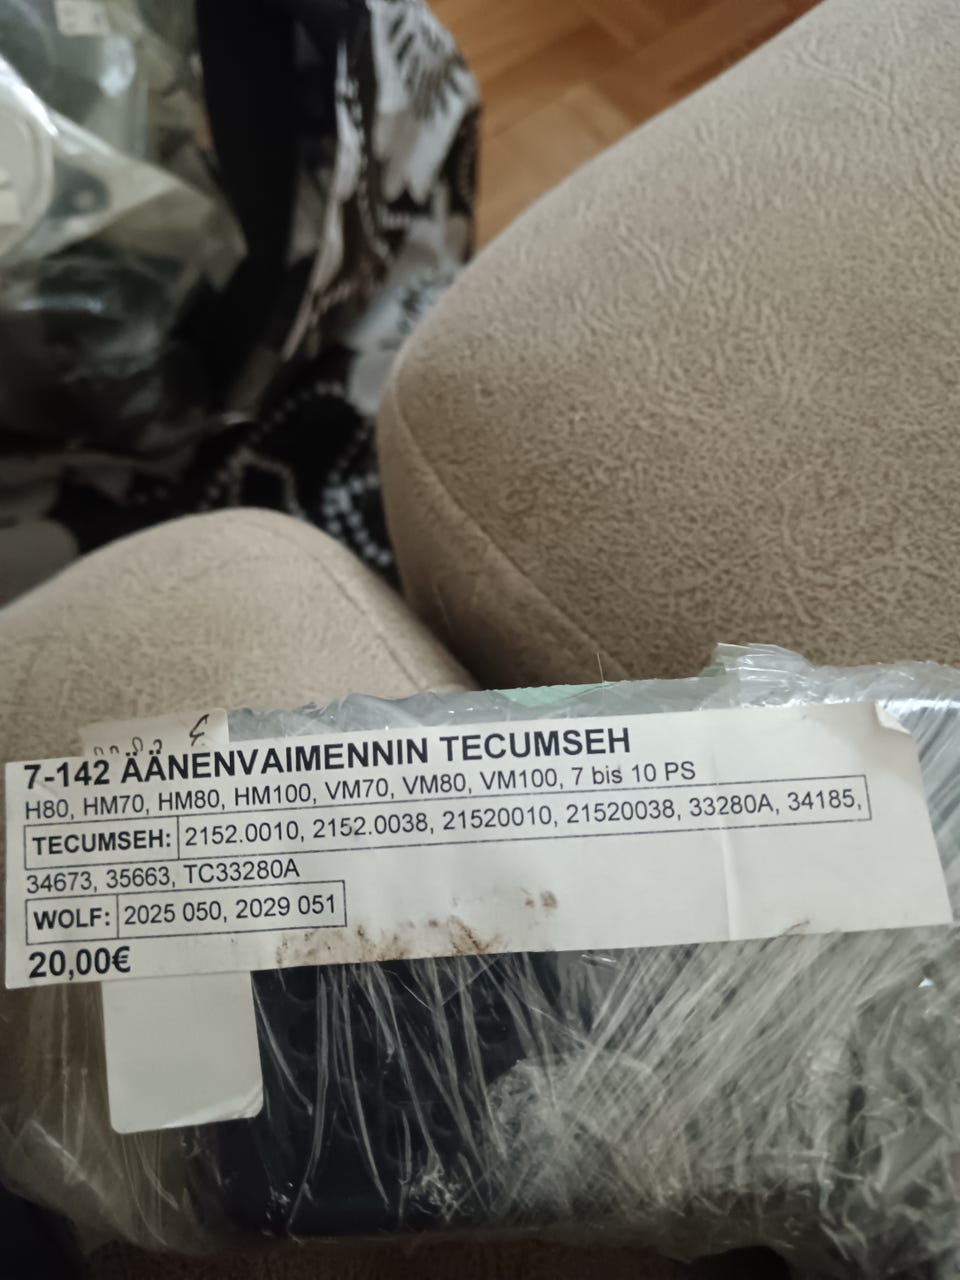 7-142 ÄÄNENVAIMENNIN TECUMSEH
H80, HM70, HM80, HM100, VM70, VM80, VM100, 7 bis 10 PS
TECUMSEH: 2152.0010, 2152.0038, 21520010, 21520038, 33280A, 34185,
34673, 35663, TC33280A
WOLF: 2025 050, 2029 051
20,00€